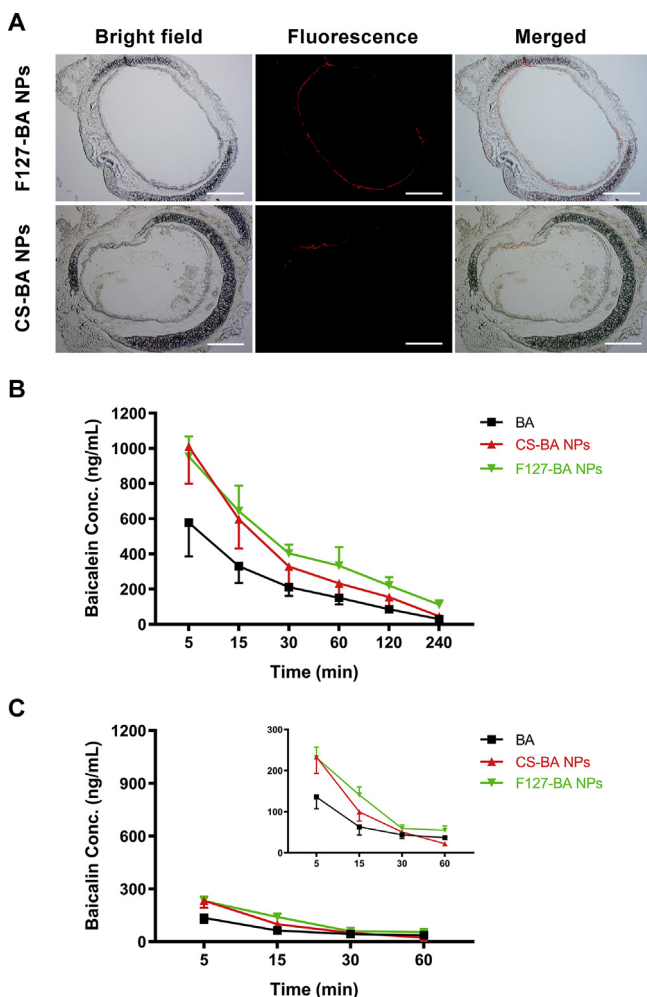 A
Bright field Fluorescence Merged
F127-BA NPs
CS-BA NPs
B
Baicalein Conc. (ng/mL)
1200
1000
800
600
400
200
0
5 15 30 60 120 240
Time (min)
BA
CS-BA NPs
F127-BA NPs
C
Baicalin Conc. (ng/mL)
1200
900
600
300
0
5 15 30 60
Time (min)
300
200
100
0
5 15 30 60
BA
CS-BA NPs
F127-BA NPs